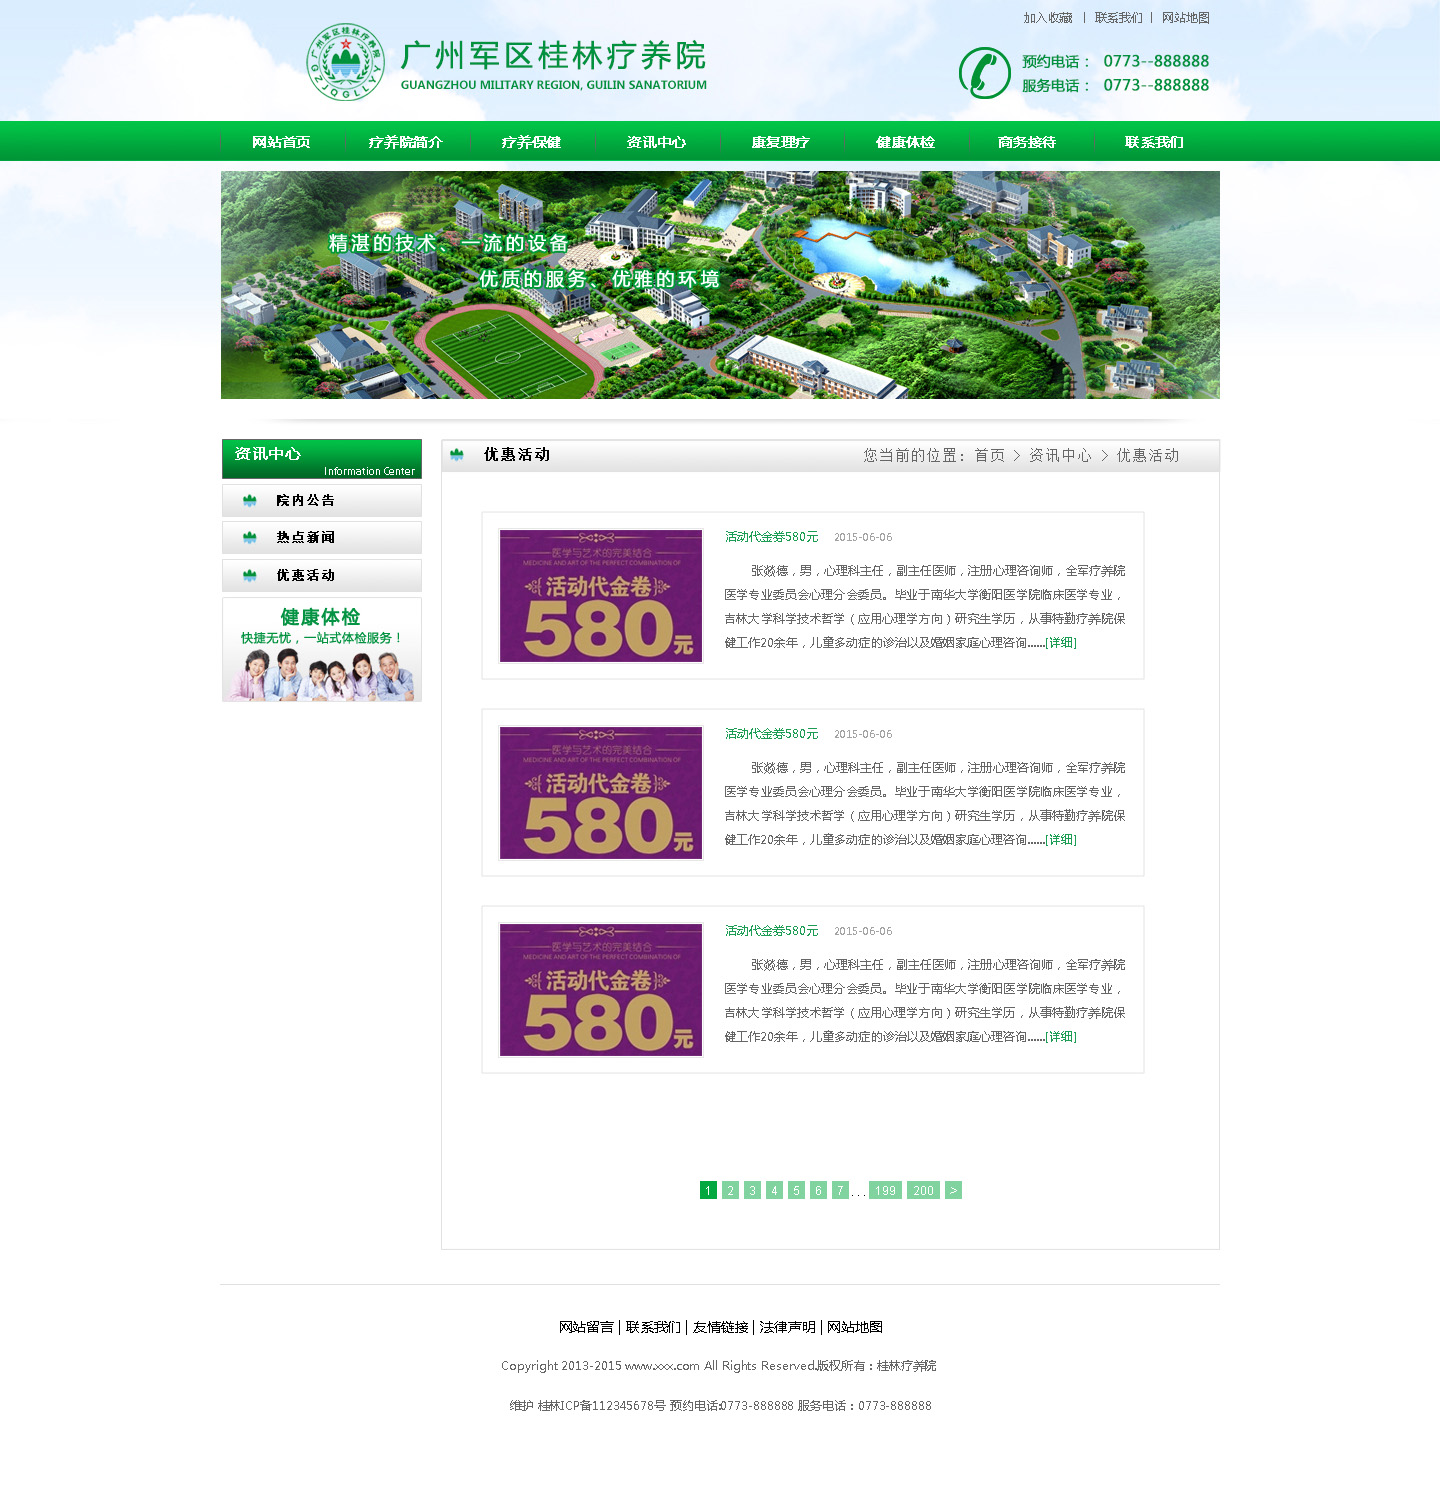 加入收藏 | 联系我们 | 网站地图
广州军区桂林疗养院
GZJQGLLYY
广州军区桂林疗养院
GUANGZHOU MILITARY REGION, GUILIN SANATORIUM
预约电话： 0773--888888
服务电话： 0773--888888
网站首页 疗养院简介 疗养保健 资讯中心 康复理疗 健康体检 商务接待 联系我们
精湛的技术、一流的设备
优质的服务、优雅的环境
资讯中心
Information Center
院内公告
热点新闻
优惠活动
健康体检
快捷无忧，一站式体检服务！
优惠活动 您当前的位置：首页 > 资讯中心 > 优惠活动
医学与艺术的完美结合
MEDICINE AND ART OF THE PERFECT COMBINATION OF
活动代金卷
580元
活动代金券580元 2015-06-06
张燚德，男，心理科主任，副主任医师，注册心理咨询师，全军疗养院
医学专业委员会心理分会委员。毕业于南华大学衡阳医学院临床医学专业，
吉林大学科学技术哲学（应用心理学方向）研究生学历，从事特勤疗养院保
健工作20余年，儿童多动症的诊治以及婚姻家庭心理咨询......[详细]
医学与艺术的完美结合
MEDICINE AND ART OF THE PERFECT COMBINATION OF
活动代金卷
580元
活动代金券580元 2015-06-06
张燚德，男，心理科主任，副主任医师，注册心理咨询师，全军疗养院
医学专业委员会心理分会委员。毕业于南华大学衡阳医学院临床医学专业，
吉林大学科学技术哲学（应用心理学方向）研究生学历，从事特勤疗养院保
健工作20余年，儿童多动症的诊治以及婚姻家庭心理咨询......[详细]
医学与艺术的完美结合
MEDICINE AND ART OF THE PERFECT COMBINATION OF
活动代金卷
580元
活动代金券580元 2015-06-06
张燚德，男，心理科主任，副主任医师，注册心理咨询师，全军疗养院
医学专业委员会心理分会委员。毕业于南华大学衡阳医学院临床医学专业，
吉林大学科学技术哲学（应用心理学方向）研究生学历，从事特勤疗养院保
健工作20余年，儿童多动症的诊治以及婚姻家庭心理咨询......[详细]
1 2 3 4 5 6 7 ... 199 200 >
网站留言 | 联系我们 | 友情链接 | 法律声明 | 网站地图
Copyright 2013-2015 www.xxx.com All Rights Reserved.版权所有：桂林疗养院
维护 桂林ICP备112345678号 预约电话:0773-888888 服务电话：0773-888888